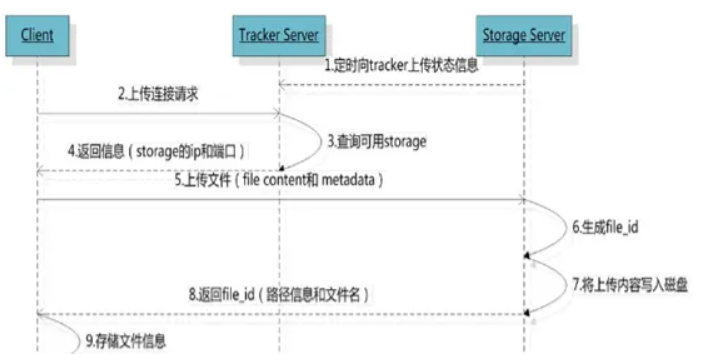 Client
Tracker Server
Storage Server
1.定时向tracker上传状态信息
2.上传连接请求
3.查询可用storage
4.返回信（storage的ip和端口）
5.上传文件（file content和 metadata）
6.生成file_id
7.将上传内容写入磁盘
8.返回file_id（路径信息和文件名）
9.存储文件信息